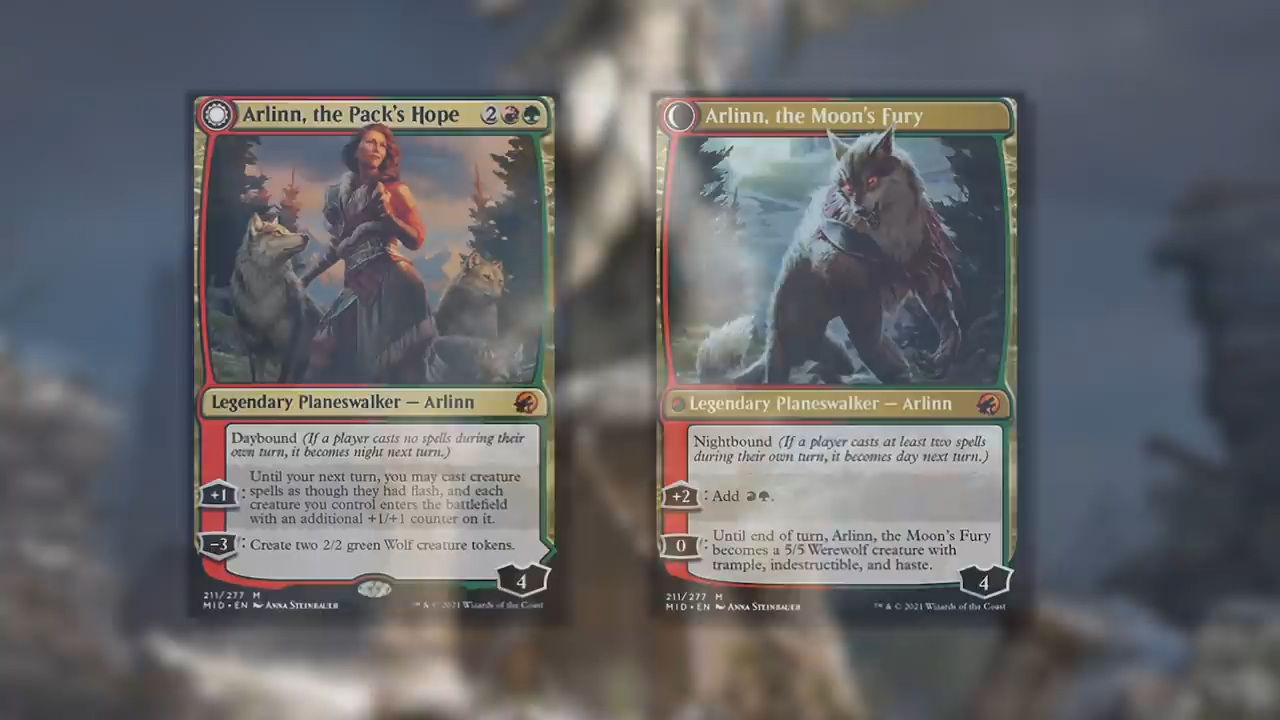 Arlinn, the Pack's Hope 2
Legendary Planeswalker — Arlinn
Daybound (If a player casts no spells during their
own turn, it becomes night next turn.)
+1: Until your next turn, you may cast creature
spells as though they had flash, and each
creature you control enters the battlefield
with an additional +1/+1 counter on it.
−3: Create two 2/2 green Wolf creature tokens.
4
211/277 M
MID • EN Anna Steinbauer ™ & © 2021 Wizards of the Coast
Arlinn, the Moon's Fury
Legendary Planeswalker — Arlinn
Nightbound (If a player casts at least two spells
during their own turn, it becomes day next turn.)
+2: Add .
0: Until end of turn, Arlinn, the Moon's Fury
becomes a 5/5 Werewolf creature with
trample, indestructible, and haste.
4
211/277 M
MID • EN Anna Steinbauer ™ & © 2021 Wizards of the Coast